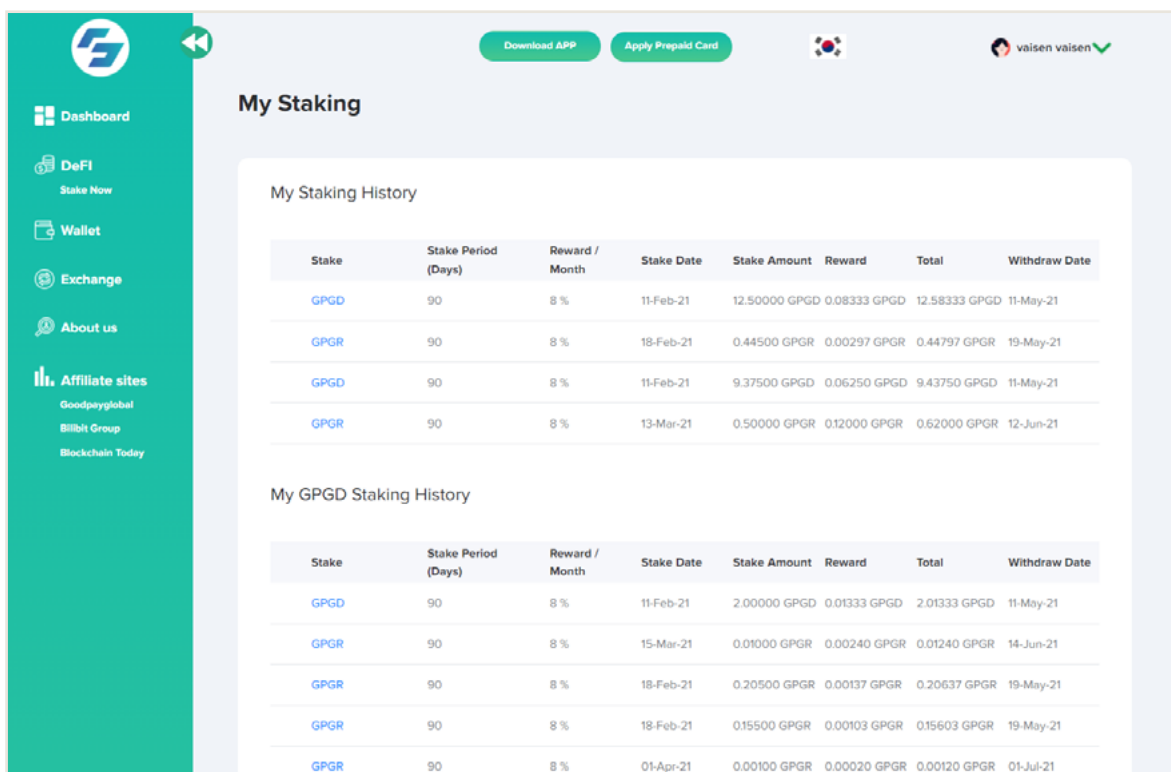 Download APP
Apply Prepaid Card
vaisen vaisen
Dashboard
DeFI
Stake Now
Wallet
Exchange
About us
Affiliate sites
Goodpayglobal
Billbit Group
Blockchain Today
My Staking
My Staking History
Stake Stake Period (Days) Reward / Month Stake Date Stake Amount Reward Total Withdraw Date
GPGD 90 8 % 11-Feb-21 12.50000 GPGD 0.08333 GPGD 12.58333 GPGD 11-May-21
GPGR 90 8 % 18-Feb-21 0.44500 GPGR 0.00297 GPGR 0.44797 GPGR 19-May-21
GPGD 90 8 % 11-Feb-21 9.37500 GPGD 0.06250 GPGD 9.43750 GPGD 11-May-21
GPGR 90 8 % 13-Mar-21 0.50000 GPGR 0.12000 GPGR 0.62000 GPGR 12-Jun-21
My GPGD Staking History
Stake Stake Period (Days) Reward / Month Stake Date Stake Amount Reward Total Withdraw Date
GPGD 90 8 % 11-Feb-21 2.00000 GPGD 0.01333 GPGD 2.01333 GPGD 11-May-21
GPGR 90 8 % 15-Mar-21 0.01000 GPGR 0.00240 GPGR 0.01240 GPGR 14-Jun-21
GPGR 90 8 % 18-Feb-21 0.20500 GPGR 0.00137 GPGR 0.20637 GPGR 19-May-21
GPGR 90 8 % 18-Feb-21 0.15500 GPGR 0.00103 GPGR 0.15603 GPGR 19-May-21
GPGR 90 8 % 01-Apr-21 0.00100 GPGR 0.00020 GPGR 0.00120 GPGR 01-Jul-21